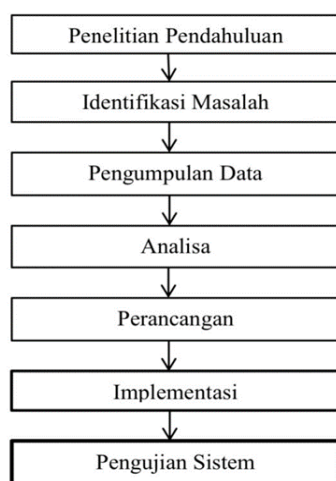 Penelitian Pendahuluan
Identifikasi Masalah
Pengumpulan Data
Analisa
Perancangan
Implementasi
Pengujian Sistem